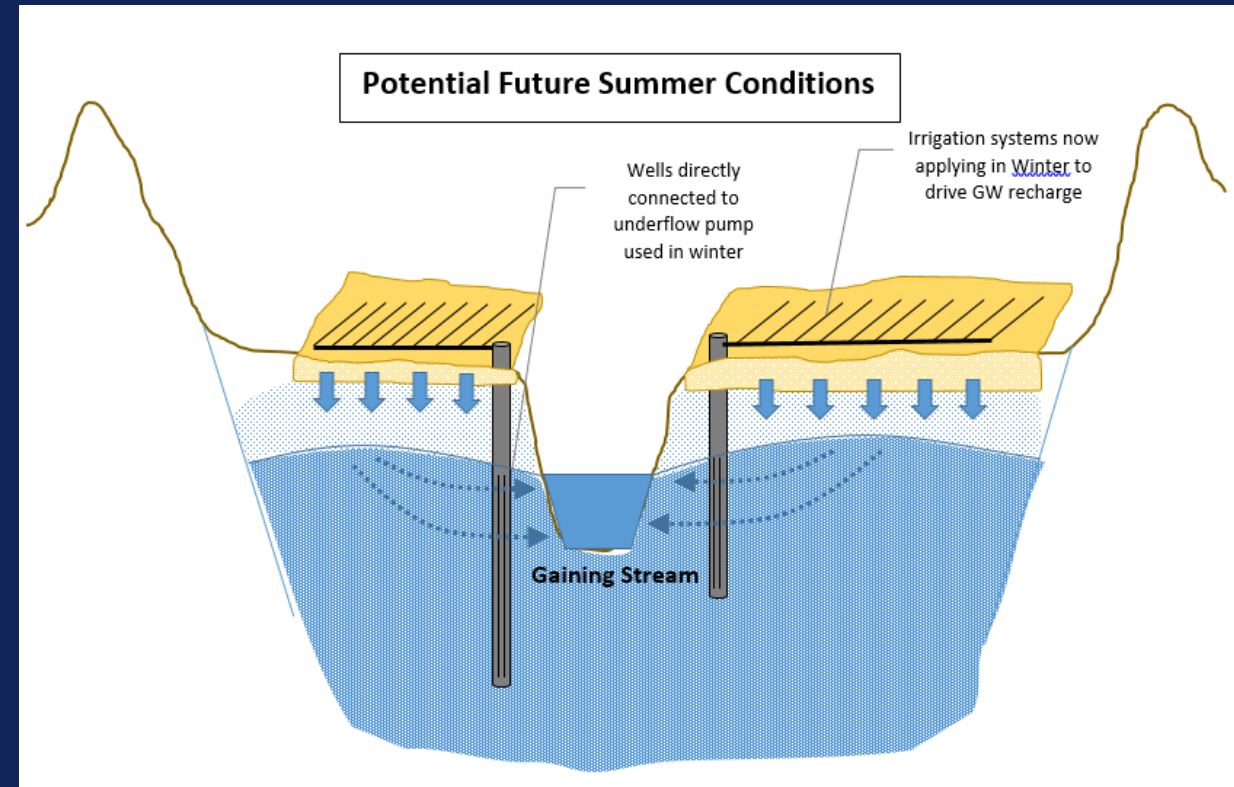 Potential Future Summer Conditions
Irrigation systems now
applying in Winter to
drive GW recharge
Wells directly
connected to
underflow pump
used in winter
Gaining Stream